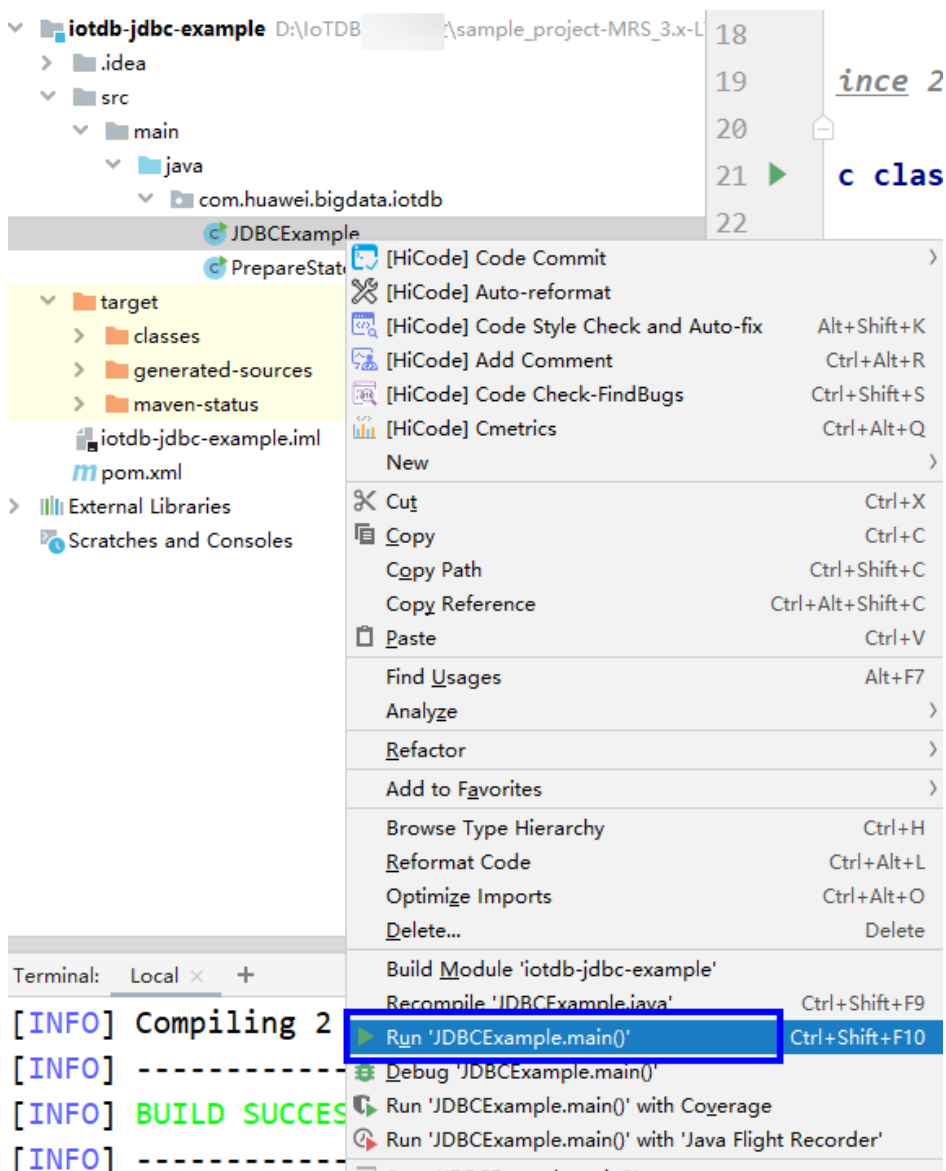 iotdb-jdbc-example D:\IoTDB \sample_project-MRS_3.x-L
.idea
src
main
java
com.huawei.bigdata.iotdb
JDBCExample
PrepareState
target
classes
generated-sources
maven-status
iotdb-jdbc-example.iml
pom.xml
External Libraries
Scratches and Consoles
18
19 ince 2
20
21 c clas
22
[HiCode] Code Commit
[HiCode] Auto-reformat
[HiCode] Code Style Check and Auto-fix Alt+Shift+K
[HiCode] Add Comment Ctrl+Alt+R
[HiCode] Code Check-FindBugs Ctrl+Shift+S
[HiCode] Cmetrics Ctrl+Alt+Q
New
Cut Ctrl+X
Copy Ctrl+C
Copy Path Ctrl+Shift+C
Copy Reference Ctrl+Alt+Shift+C
Paste Ctrl+V
Find Usages Alt+F7
Analyze
Refactor
Add to Favorites
Browse Type Hierarchy Ctrl+H
Reformat Code Ctrl+Alt+L
Optimize Imports Ctrl+Alt+O
Delete... Delete
Build Module 'iotdb-jdbc-example'
Recompile 'JDBCExample.java' Ctrl+Shift+F9
Run 'JDBCExample.main()' Ctrl+Shift+F10
Debug 'JDBCExample.main()'
Run 'JDBCExample.main()' with Coverage
Run 'JDBCExample.main()' with 'Java Flight Recorder'
Terminal: Local +
[INFO] Compiling 2
[INFO] ------------
[INFO] BUILD SUCCES
[INFO] ------------